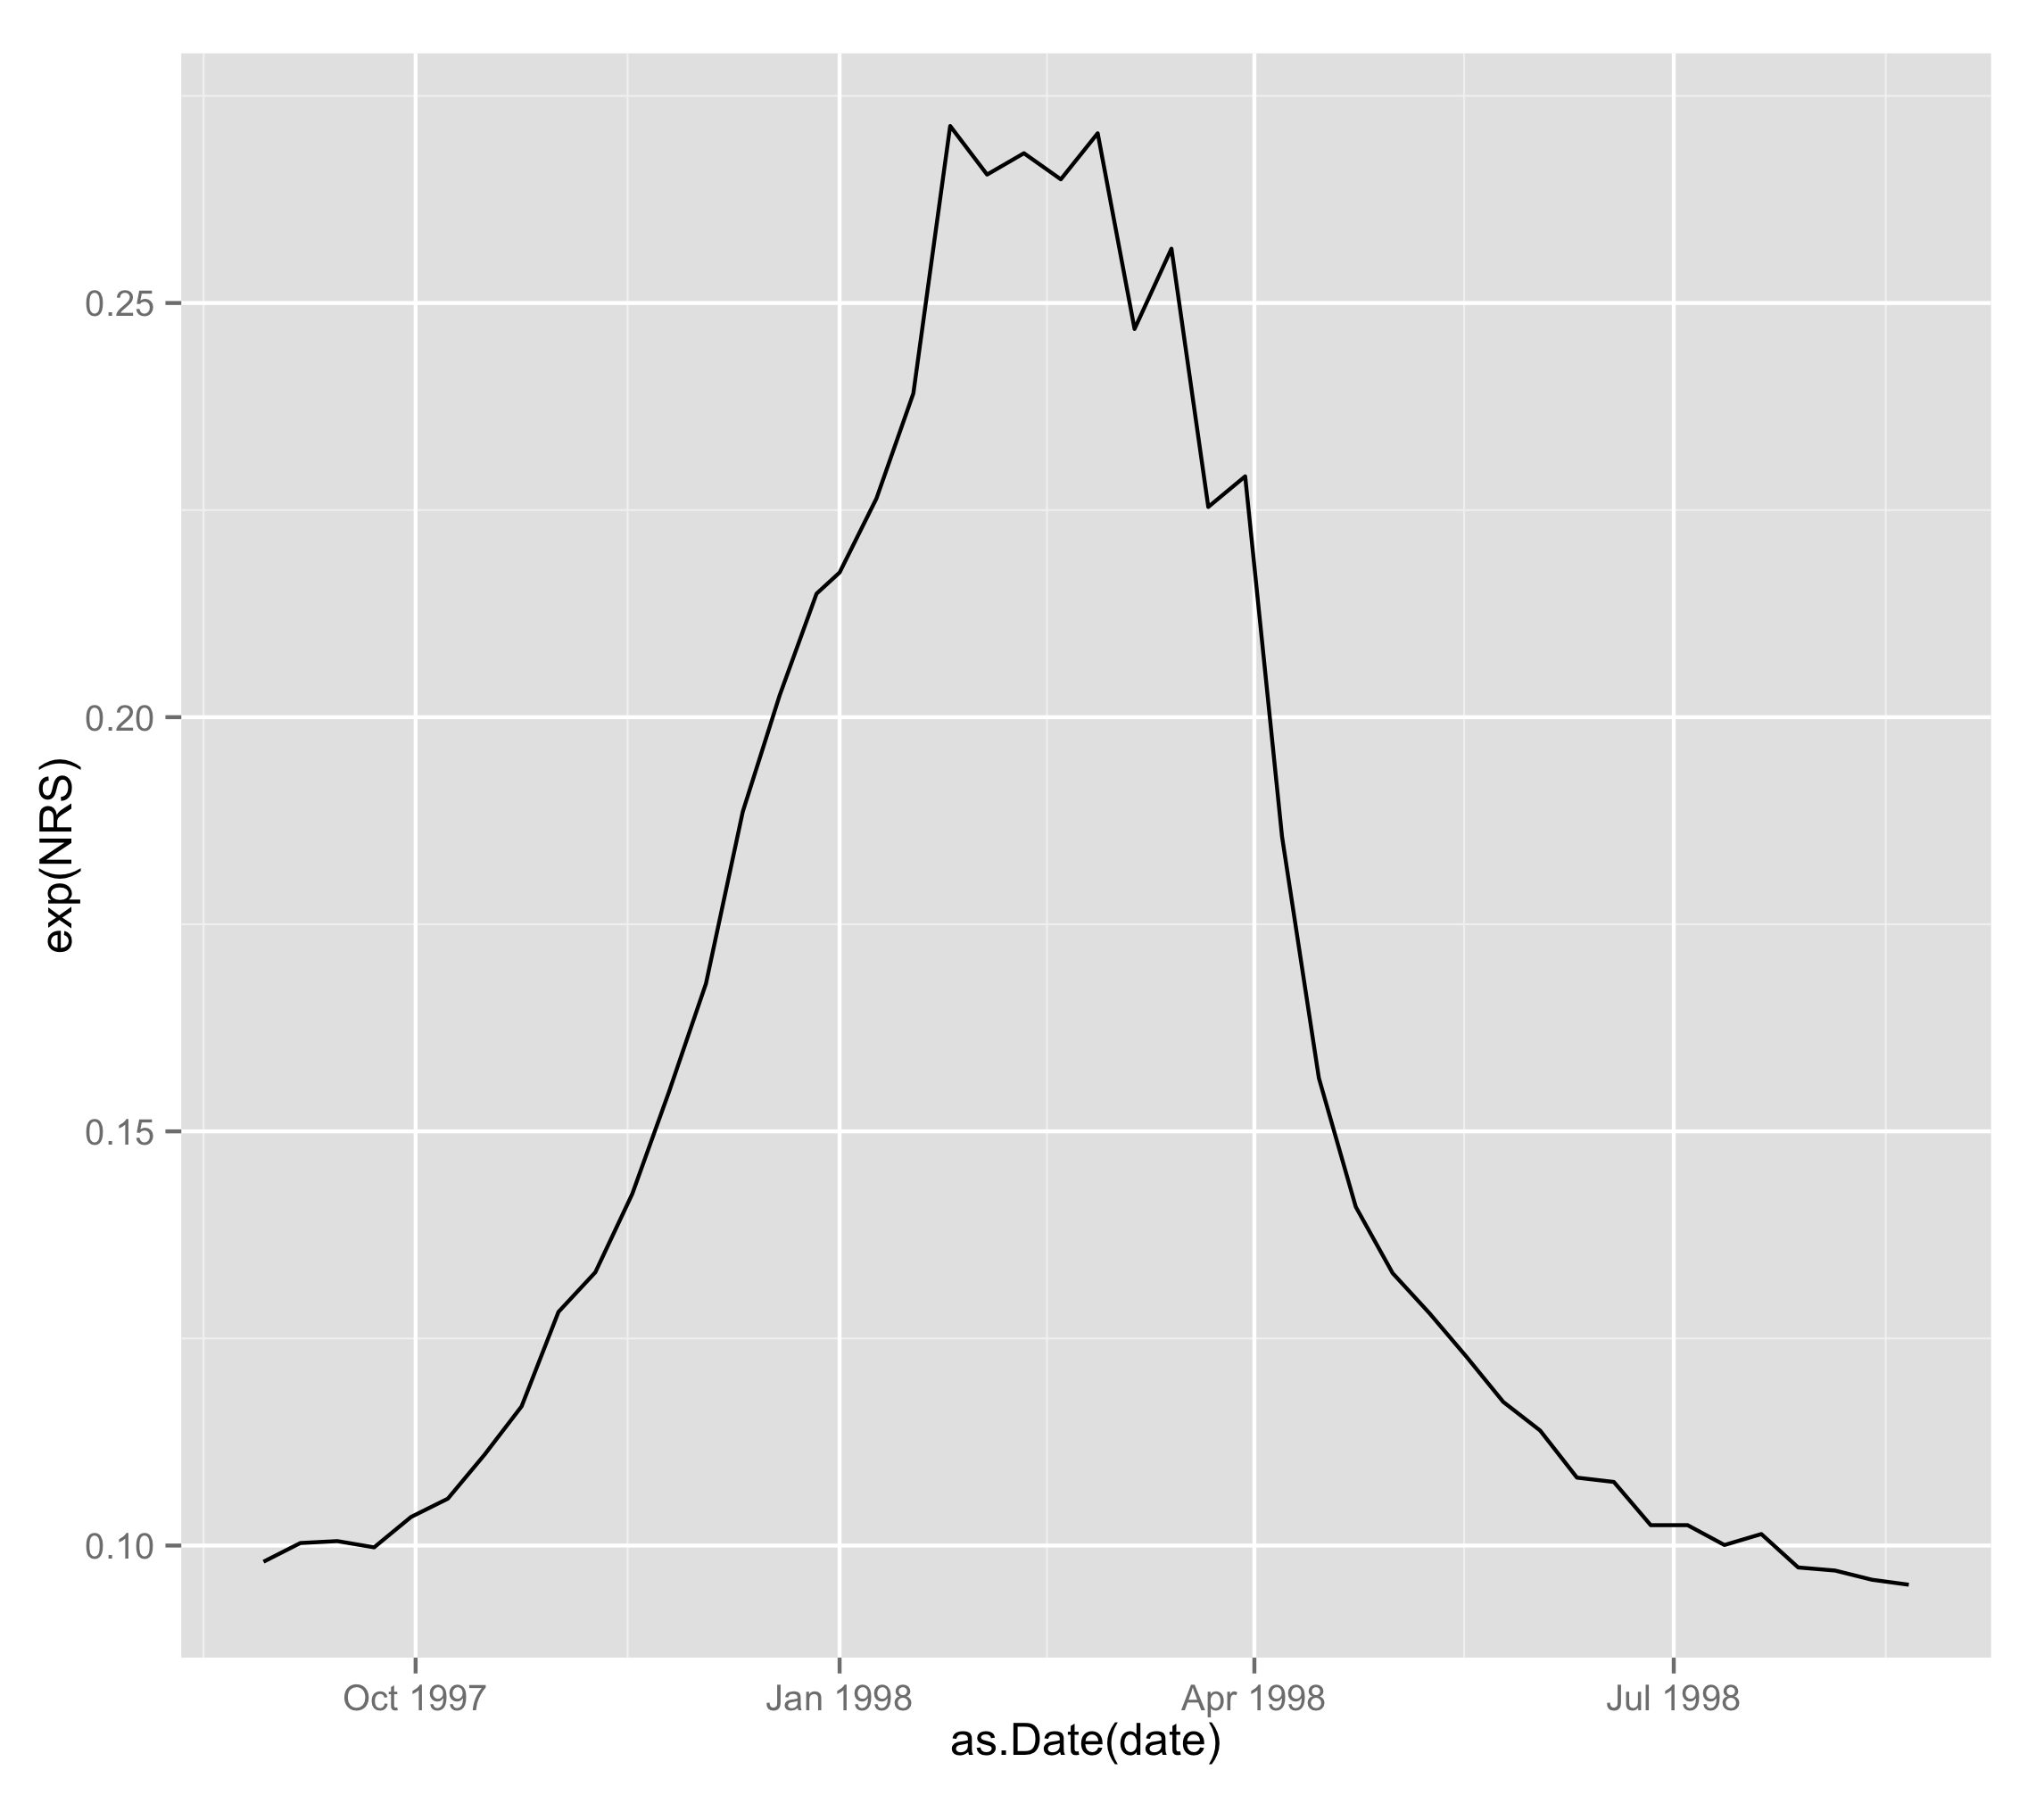 exp(NRS)
0.25
0.20
0.15
0.10
Oct 1997
Jan 1998
Apr 1998
Jul 1998
as.Date(date)